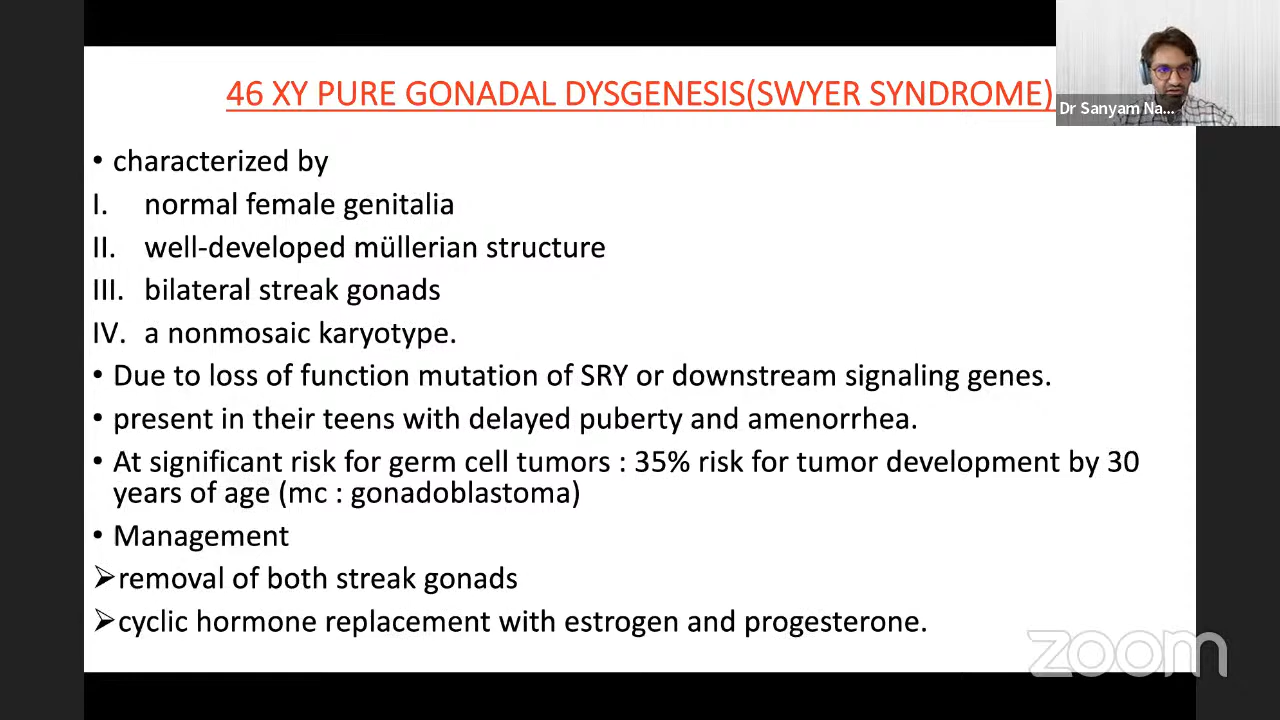 46 XY PURE GONADAL DYSGENESIS(SWYER SYNDROME)
Dr Sanyam Na...
• characterized by
I. normal female genitalia
II. well-developed müllerian structure
III. bilateral streak gonads
IV. a nonmosaic karyotype.
• Due to loss of function mutation of SRY or downstream signaling genes.
• present in their teens with delayed puberty and amenorrhea.
• At significant risk for germ cell tumors : 35% risk for tumor development by 30
years of age (mc : gonadoblastoma)
• Management
➢removal of both streak gonads
➢cyclic hormone replacement with estrogen and progesterone.
zoom